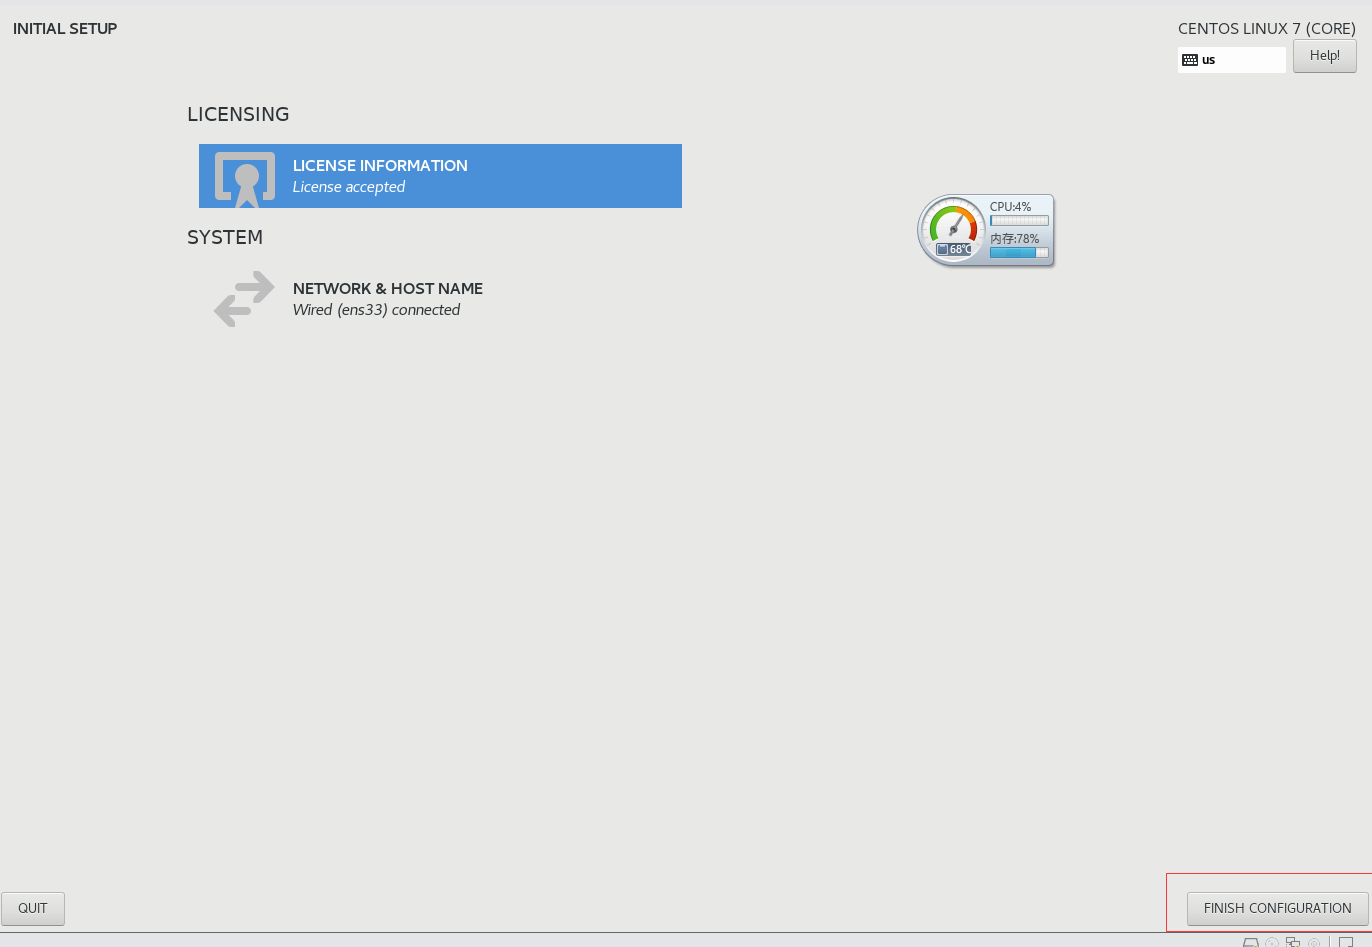 INITIAL SETUP
CENTOS LINUX 7 (CORE)
us
Help!
LICENSING
LICENSE INFORMATION
License accepted
CPU:4%
内存:78%
68°C
SYSTEM
NETWORK & HOST NAME
Wired (ens33) connected
QUIT
FINISH CONFIGURATION